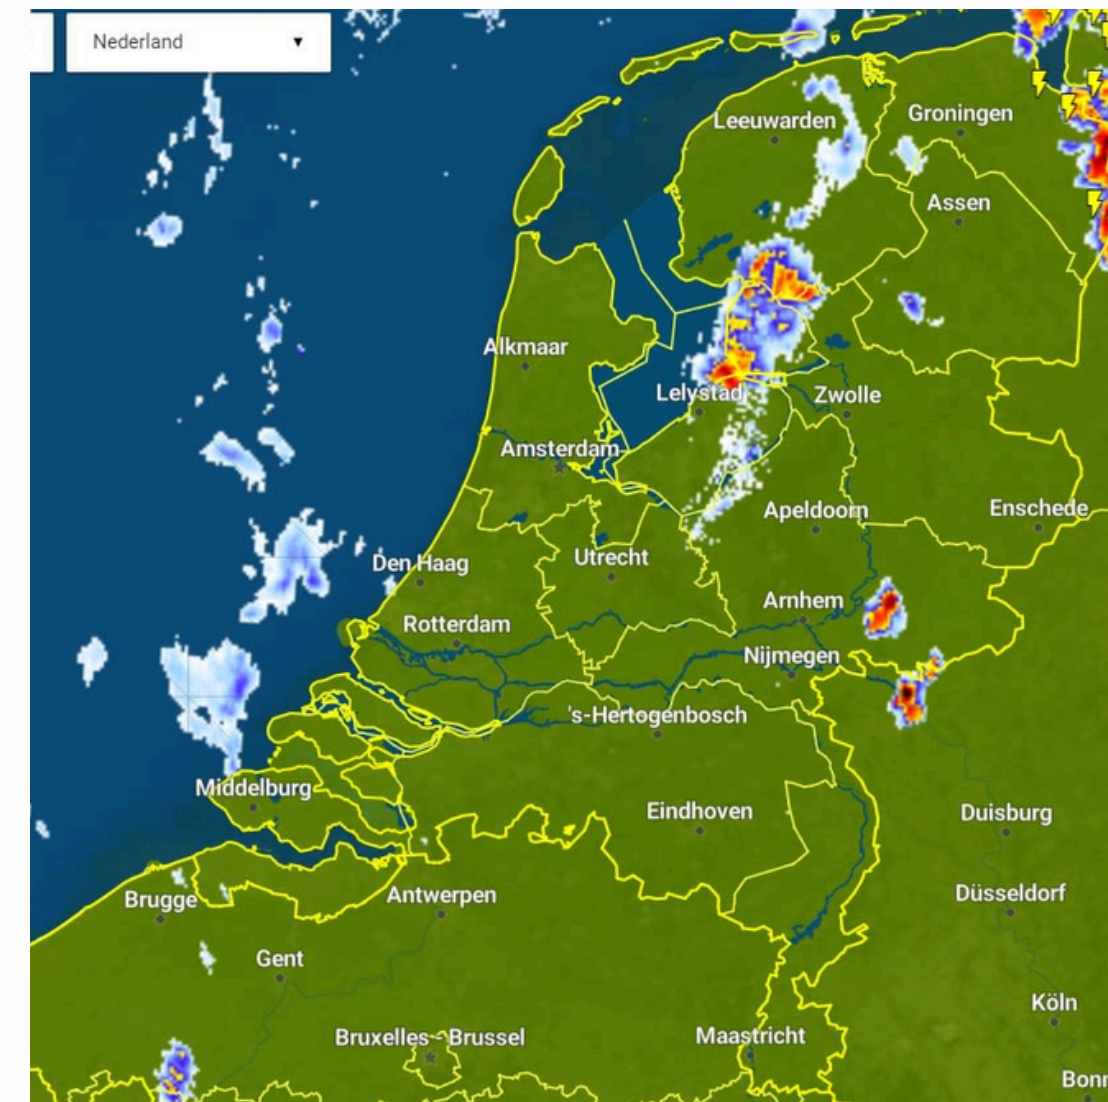 Nederland
Leeuwarden
Groningen
Assen
Alkmaar
Lelystad
Zwolle
Amsterdam
Apeldoorn
Enschede
Den Haag
Utrecht
Arnhem
Rotterdam
Nijmegen
's-Hertogenbosch
Middelburg
Eindhoven
Duisburg
Brugge
Antwerpen
Düsseldorf
Gent
Köln
Bruxelles - Brussel
Maastricht
Bonn